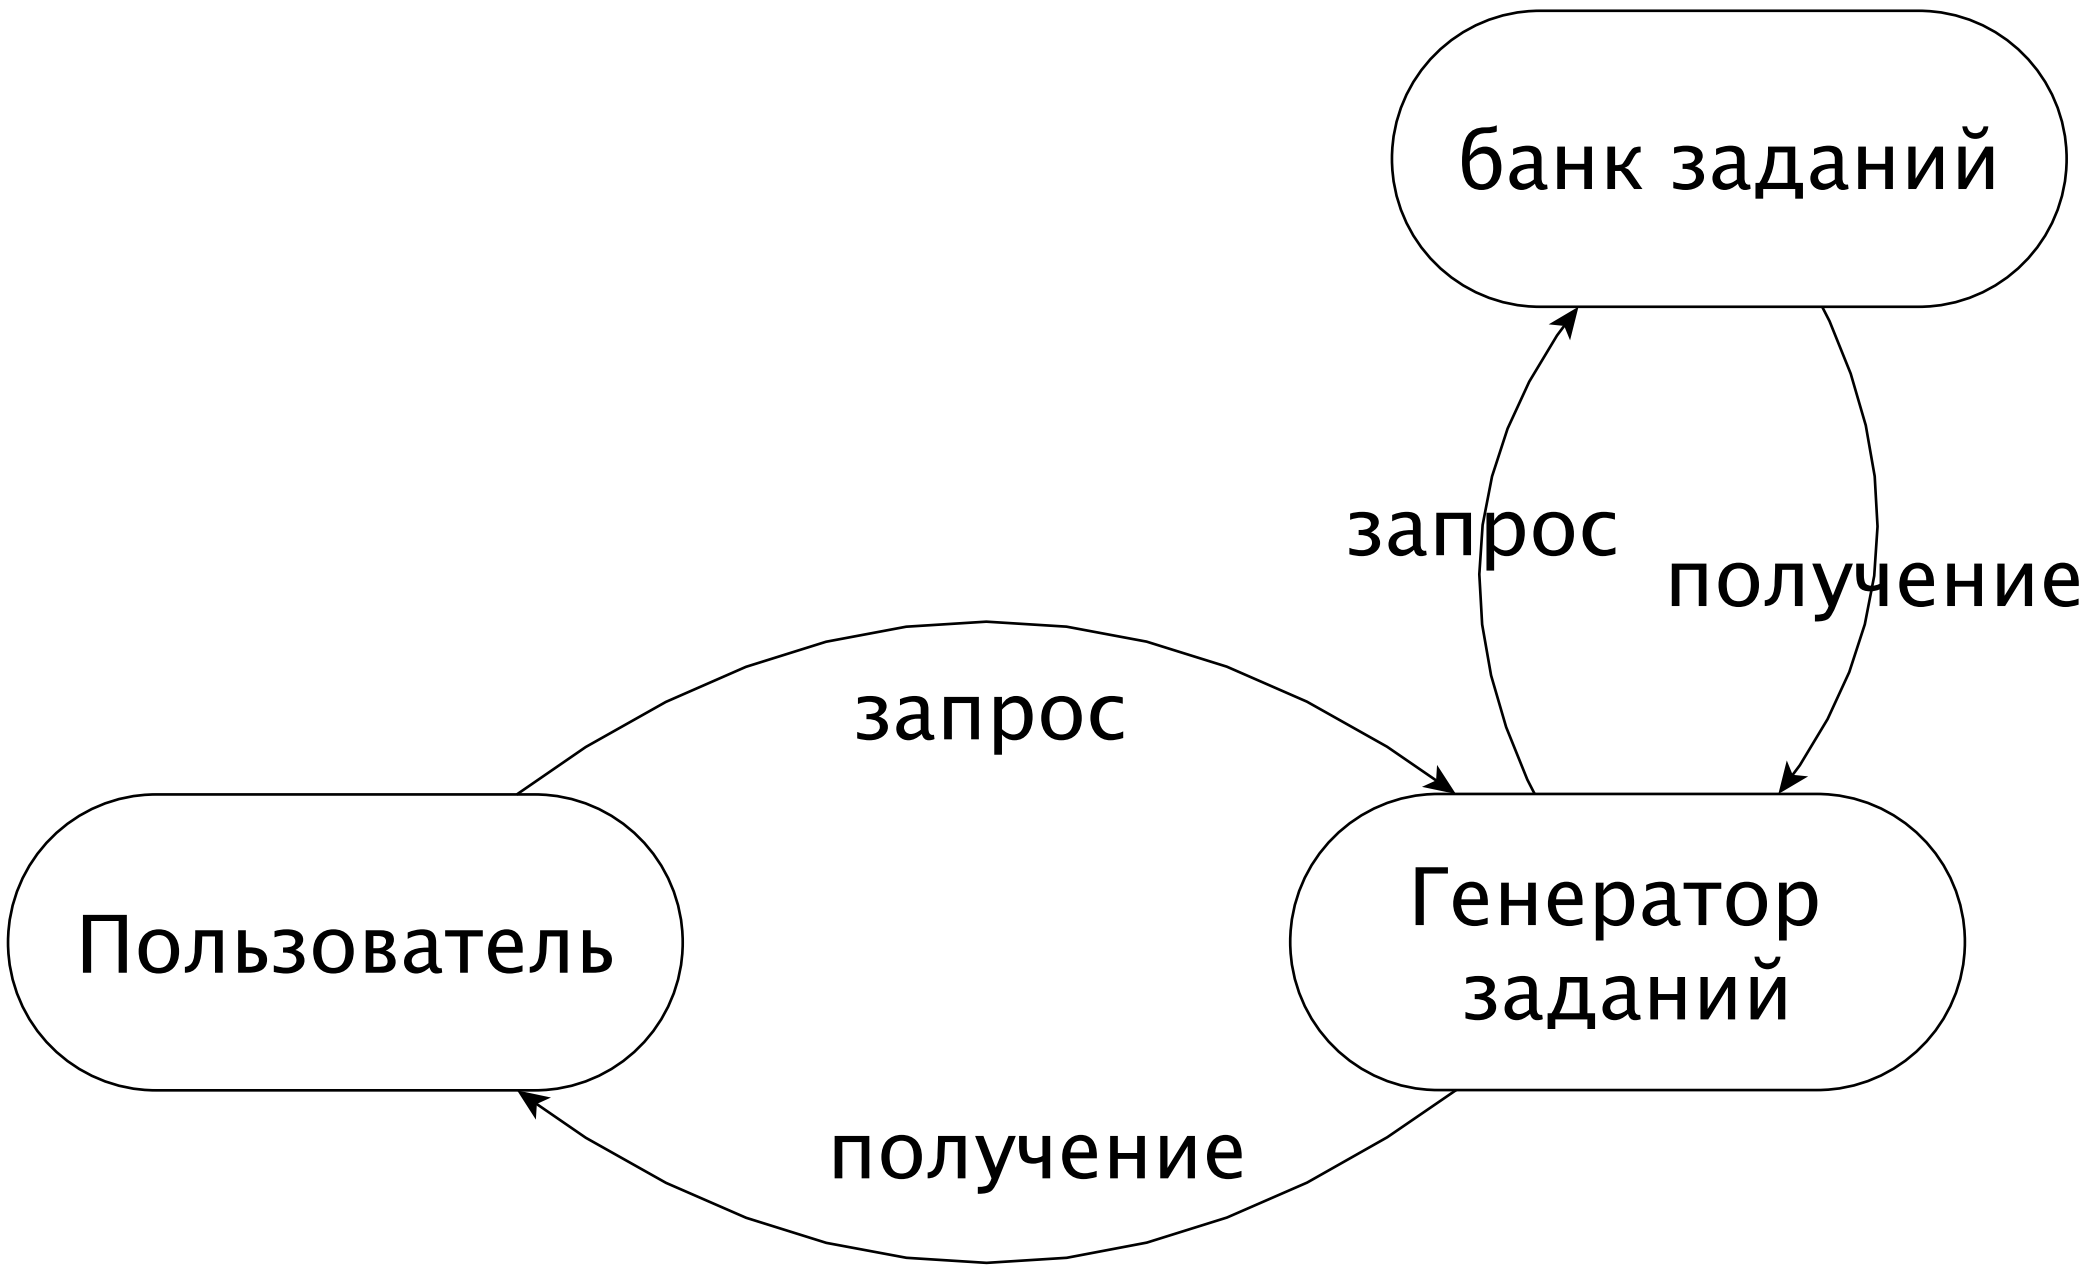 банк заданий
запрос
получение
запрос
Пользователь
Генератор
заданий
получение